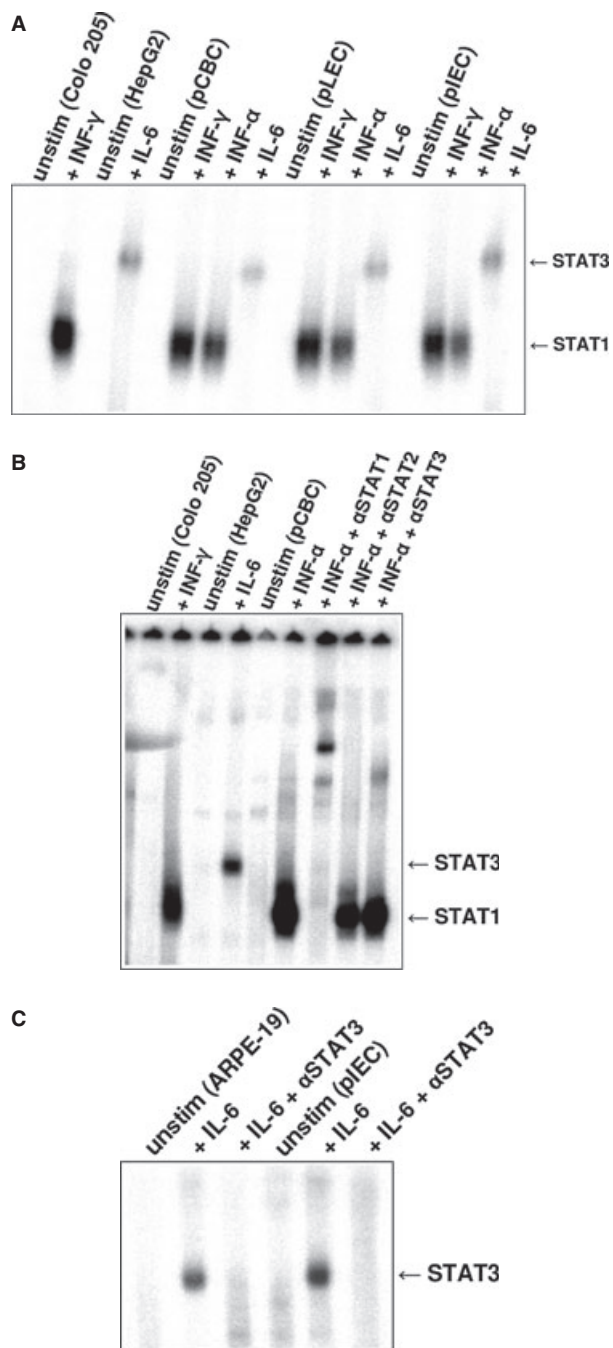 A
unstim (Colo 205)
+ INF-γ
unstim (HepG2)
+ IL-6
unstim (pCBC)
+ INF-γ
+ INF-α
+ IL-6
unstim (pLEC)
+ INF-γ
+ INF-α
+ IL-6
unstim (pIEC)
+ INF-γ
+ INF-α
+ IL-6
← STAT3
← STAT1
B
unstim (Colo 205)
+ INF-γ
unstim (HepG2)
+ IL-6
unstim (pCBC)
+ INF-α
+ INF-α + αSTAT1
+ INF-α + αSTAT2
+ INF-α + αSTAT3
← STAT3
← STAT1
C
unstim (ARPE-19)
+ IL-6
+ IL-6 + αSTAT3
unstim (pIEC)
+ IL-6
+ IL-6 + αSTAT3
← STAT3